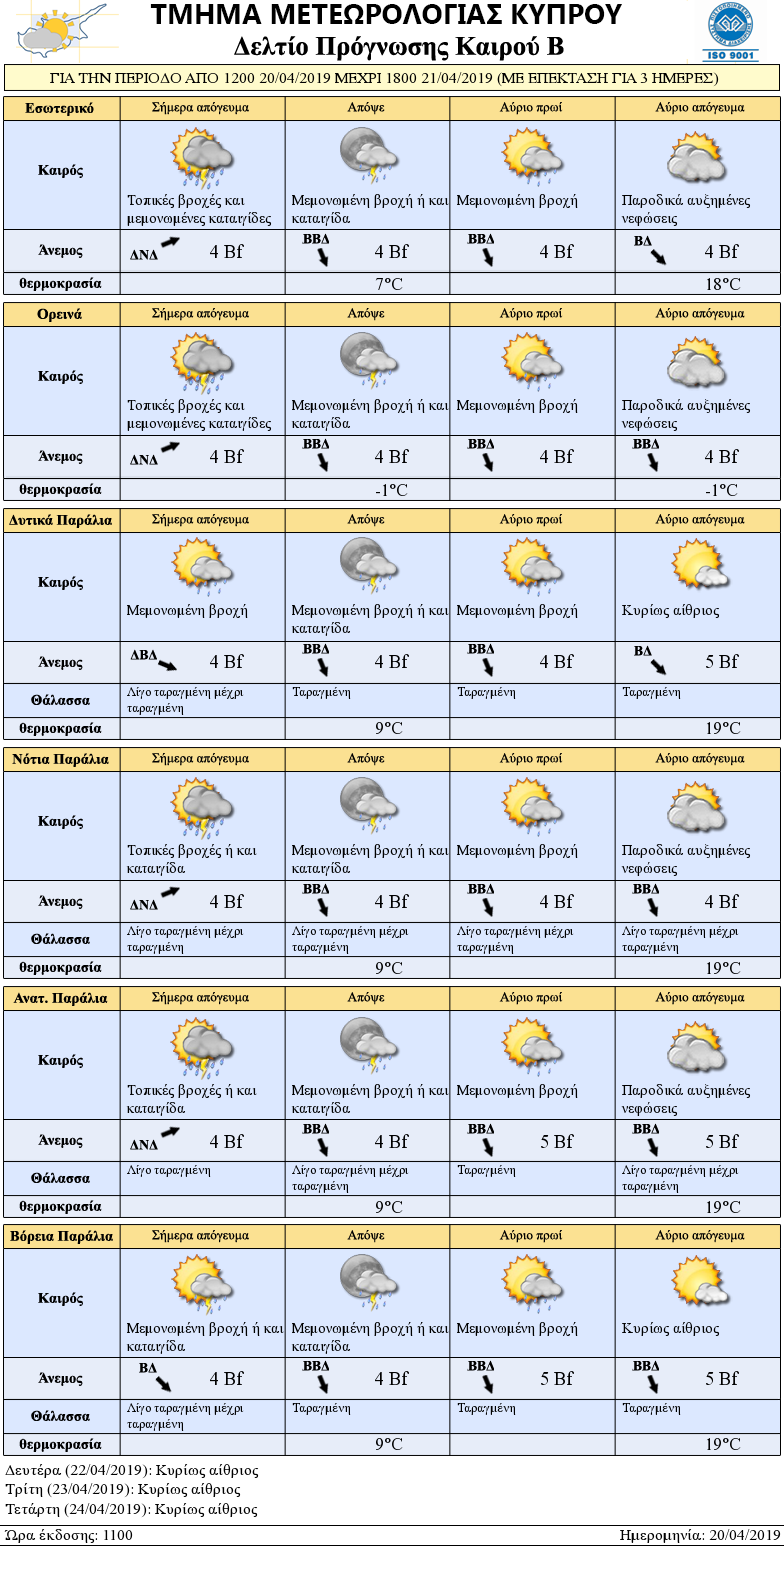 ΤΜΗΜΑ ΜΕΤΕΩΡΟΛΟΓΙΑΣ ΚΥΠΡΟΥ
Δελτίο Πρόγνωσης Καιρού Β
ISO 9001
ΓΙΑ ΤΗΝ ΠΕΡΙΟΔΟ ΑΠΟ 1200 20/04/2019 ΜΕΧΡΙ 1800 21/04/2019 (ΜΕ ΕΠΕΚΤΑΣΗ ΓΙΑ 3 ΗΜΕΡΕΣ)
Εσωτερικό Σήμερα απόγευμα Απόψε Αύριο πρωί Αύριο απόγευμα
Καιρός
Τοπικές βροχές και Μεμονωμένη βροχή ή και Μεμονωμένη βροχή Παροδικά αυξημένες
μεμονωμένες καταιγίδες καταιγίδα νεφώσεις
Άνεμος ΔΝΔ 4 Bf ΒΒΔ 4 Bf ΒΒΔ 4 Bf ΒΔ 4 Bf
θερμοκρασία 7°C 18°C
Ορεινά Σήμερα απόγευμα Απόψε Αύριο πρωί Αύριο απόγευμα
Καιρός
Τοπικές βροχές και Μεμονωμένη βροχή ή και Μεμονωμένη βροχή Παροδικά αυξημένες
μεμονωμένες καταιγίδες καταιγίδα νεφώσεις
Άνεμος ΔΝΔ 4 Bf ΒΒΔ 4 Bf ΒΒΔ 4 Bf ΒΒΔ 4 Bf
θερμοκρασία -1°C -1°C
Δυτικά Παράλια Σήμερα απόγευμα Απόψε Αύριο πρωί Αύριο απόγευμα
Καιρός
Μεμονωμένη βροχή Μεμονωμένη βροχή ή και Μεμονωμένη βροχή Κυρίως αίθριος
καταιγίδα
Άνεμος ΔΒΔ 4 Bf ΒΒΔ 4 Bf ΒΒΔ 4 Bf ΒΔ 5 Bf
Θάλασσα Λίγο ταραγμένη μέχρι Ταραγμένη Ταραγμένη Ταραγμένη
ταραγμένη
θερμοκρασία 9°C 19°C
Νότια Παράλια Σήμερα απόγευμα Απόψε Αύριο πρωί Αύριο απόγευμα
Καιρός
Τοπικές βροχές ή και Μεμονωμένη βροχή ή και Μεμονωμένη βροχή Παροδικά αυξημένες
καταιγίδα καταιγίδα νεφώσεις
Άνεμος ΔΝΔ 4 Bf ΒΒΔ 4 Bf ΒΒΔ 4 Bf ΒΒΔ 4 Bf
Θάλασσα Λίγο ταραγμένη μέχρι Λίγο ταραγμένη μέχρι Λίγο ταραγμένη μέχρι Λίγο ταραγμένη μέχρι
ταραγμένη ταραγμένη ταραγμένη ταραγμένη
θερμοκρασία 9°C 19°C
Ανατ. Παράλια Σήμερα απόγευμα Απόψε Αύριο πρωί Αύριο απόγευμα
Καιρός
Τοπικές βροχές ή και Μεμονωμένη βροχή ή και Μεμονωμένη βροχή Παροδικά αυξημένες
καταιγίδα καταιγίδα νεφώσεις
Άνεμος ΔΝΔ 4 Bf ΒΒΔ 4 Bf ΒΒΔ 5 Bf ΒΒΔ 5 Bf
Θάλασσα Λίγο ταραγμένη Λίγο ταραγμένη μέχρι Ταραγμένη Λίγο ταραγμένη μέχρι
ταραγμένη ταραγμένη
θερμοκρασία 9°C 19°C
Βόρεια Παράλια Σήμερα απόγευμα Απόψε Αύριο πρωί Αύριο απόγευμα
Καιρός
Μεμονωμένη βροχή ή και Μεμονωμένη βροχή ή και Μεμονωμένη βροχή Κυρίως αίθριος
καταιγίδα καταιγίδα
Άνεμος ΒΔ 4 Bf ΒΒΔ 4 Bf ΒΒΔ 5 Bf ΒΒΔ 5 Bf
Θάλασσα Λίγο ταραγμένη μέχρι Ταραγμένη Ταραγμένη Ταραγμένη
ταραγμένη
θερμοκρασία 9°C 19°C
Δευτέρα (22/04/2019): Κυρίως αίθριος
Τρίτη (23/04/2019): Κυρίως αίθριος
Τετάρτη (24/04/2019): Κυρίως αίθριος
Ώρα έκδοσης: 1100 Ημερομηνία: 20/04/2019